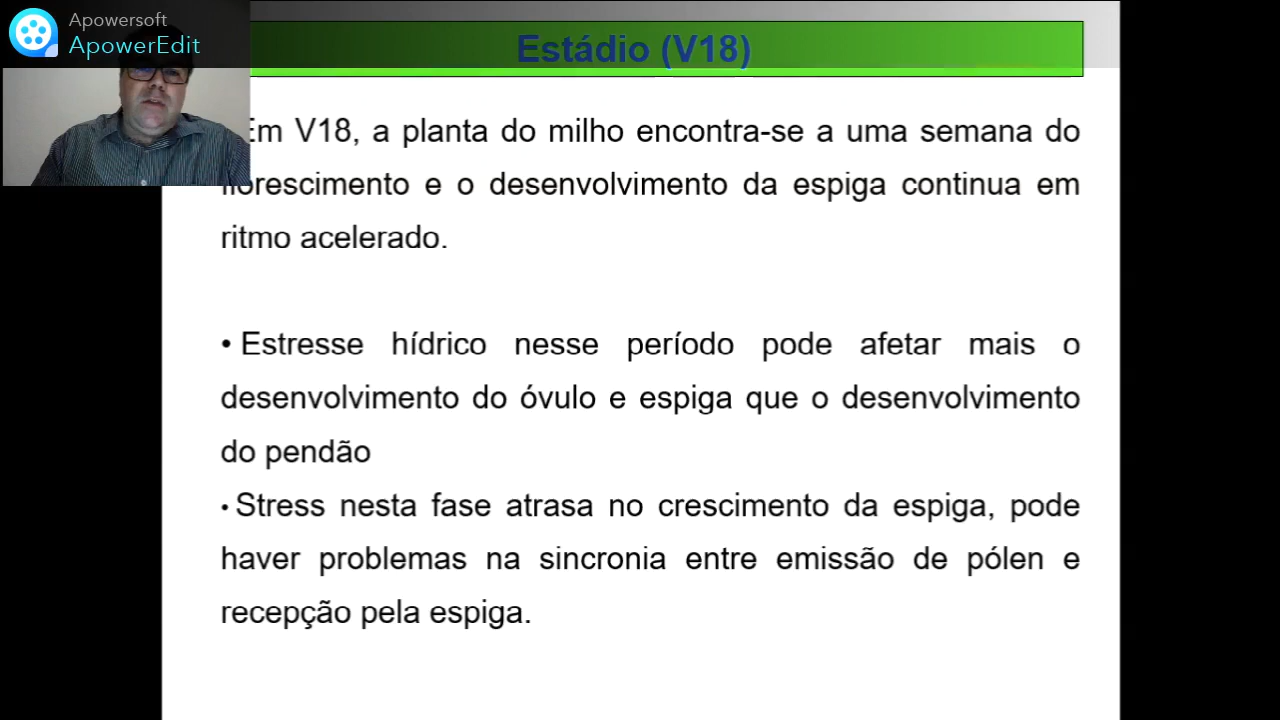 Apowersoft
ApowerEdit
Estádio (V18)
Em V18, a planta do milho encontra-se a uma semana do
florescimento e o desenvolvimento da espiga continua em
ritmo acelerado.
• Estresse hídrico nesse período pode afetar mais o
desenvolvimento do óvulo e espiga que o desenvolvimento
do pendão
• Stress nesta fase atrasa no crescimento da espiga, pode
haver problemas na sincronia entre emissão de pólen e
recepção pela espiga.